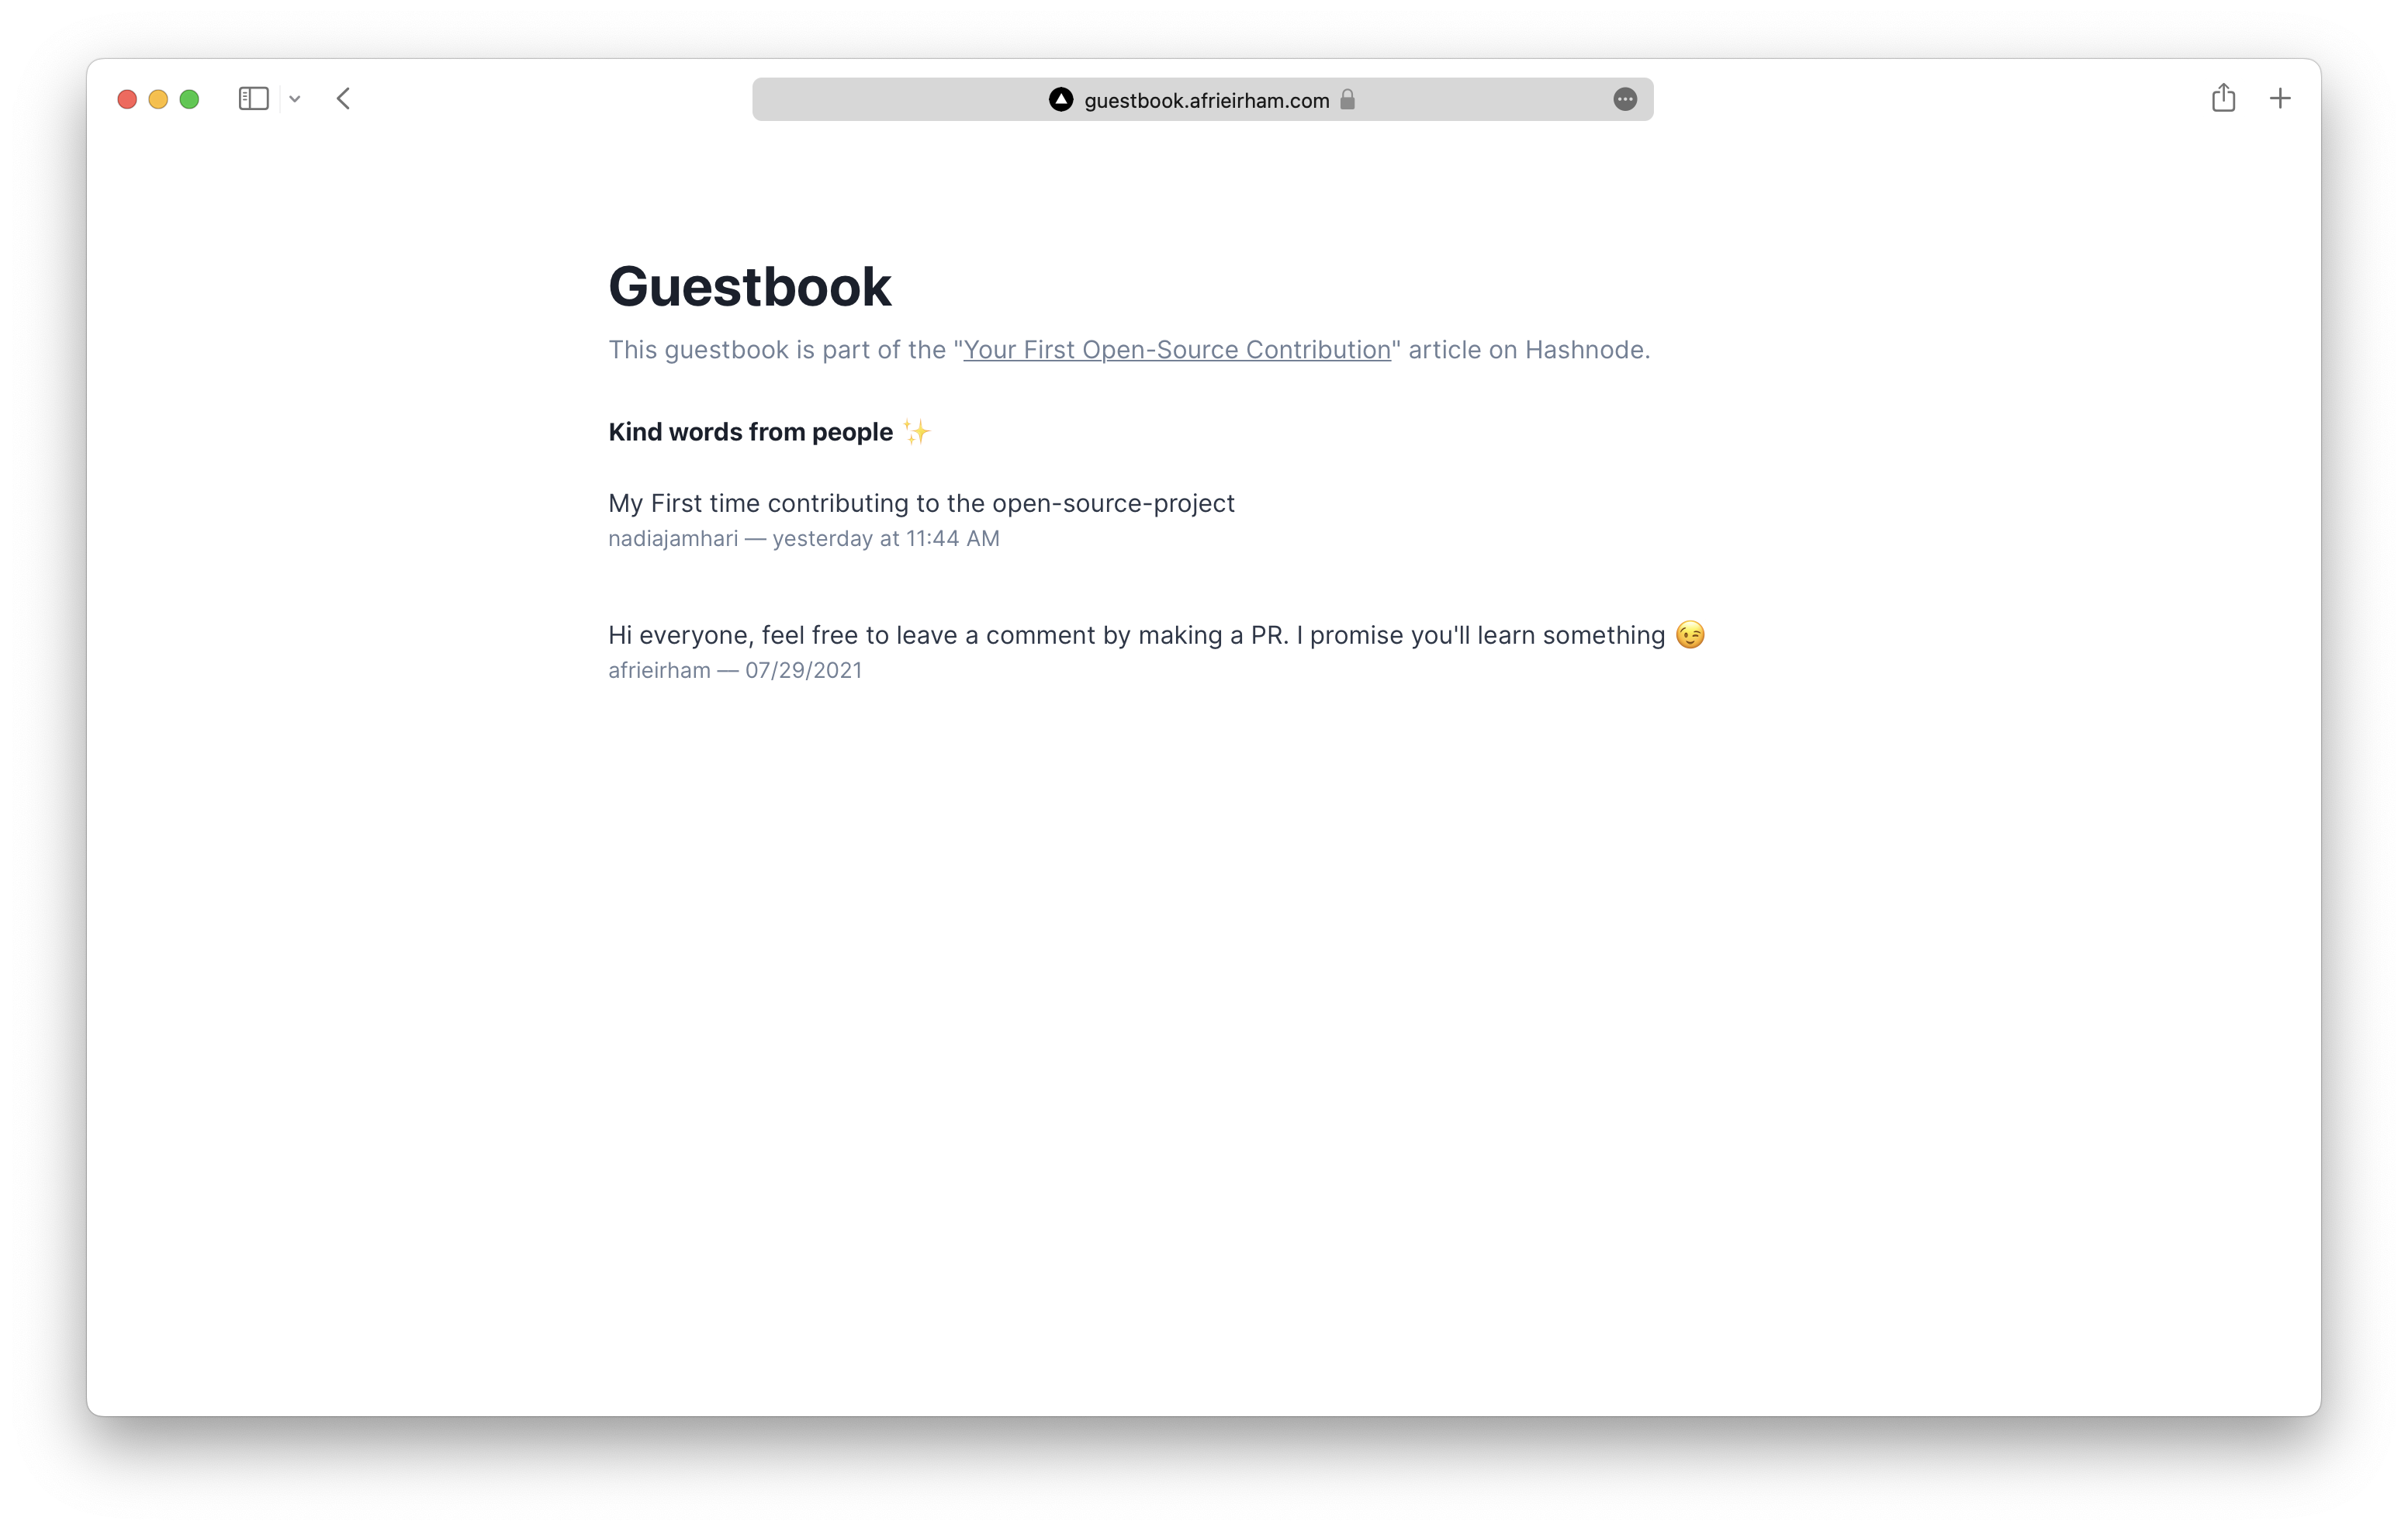 guestbook.afrieirham.com
Guestbook
This guestbook is part of the "Your First Open-Source Contribution" article on Hashnode.
Kind words from people ✨
My First time contributing to the open-source-project
nadiajamhari — yesterday at 11:44 AM
Hi everyone, feel free to leave a comment by making a PR. I promise you'll learn something 😉
afrieirham — 07/29/2021